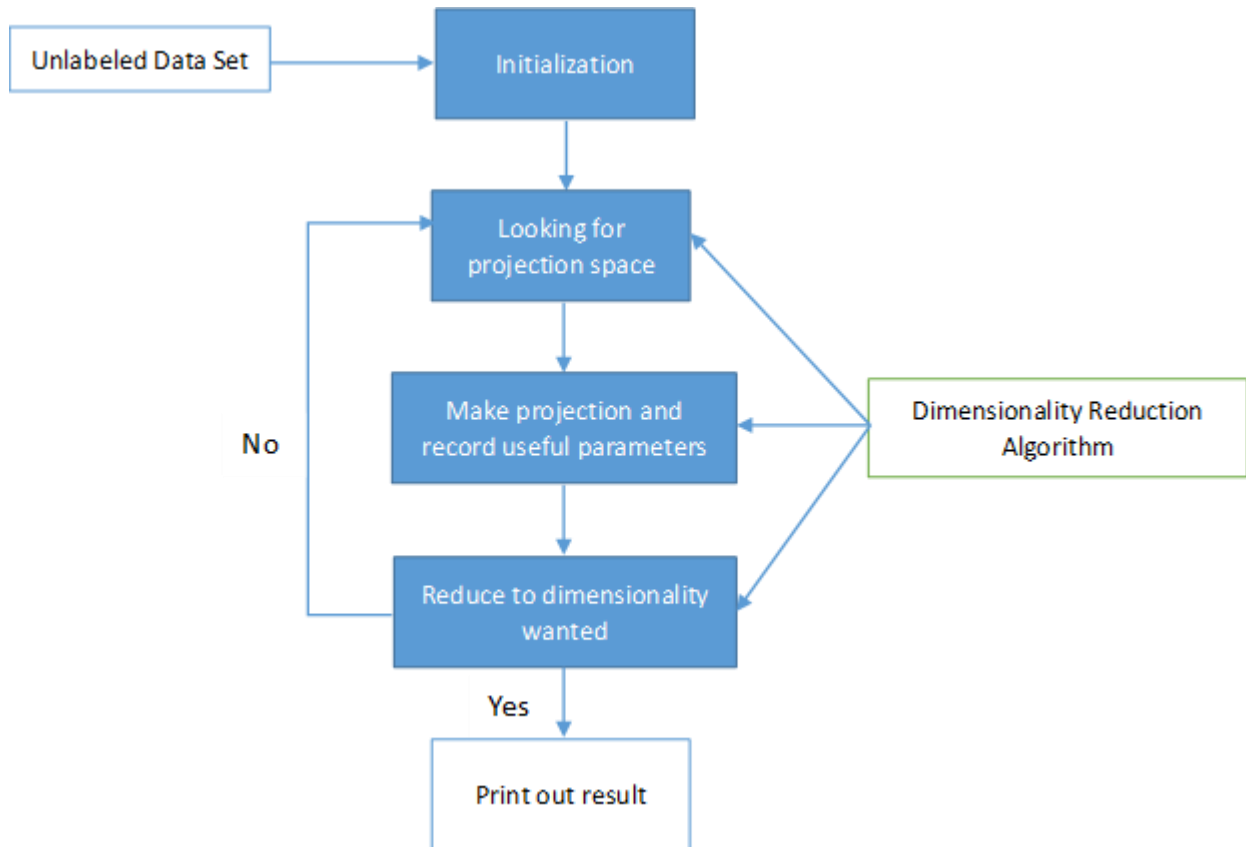 Unlabeled Data Set
Initialization
Looking for
projection space
Make projection and
record useful parameters
Dimensionality Reduction
Algorithm
No
Reduce to dimensionality
wanted
Yes
Print out result